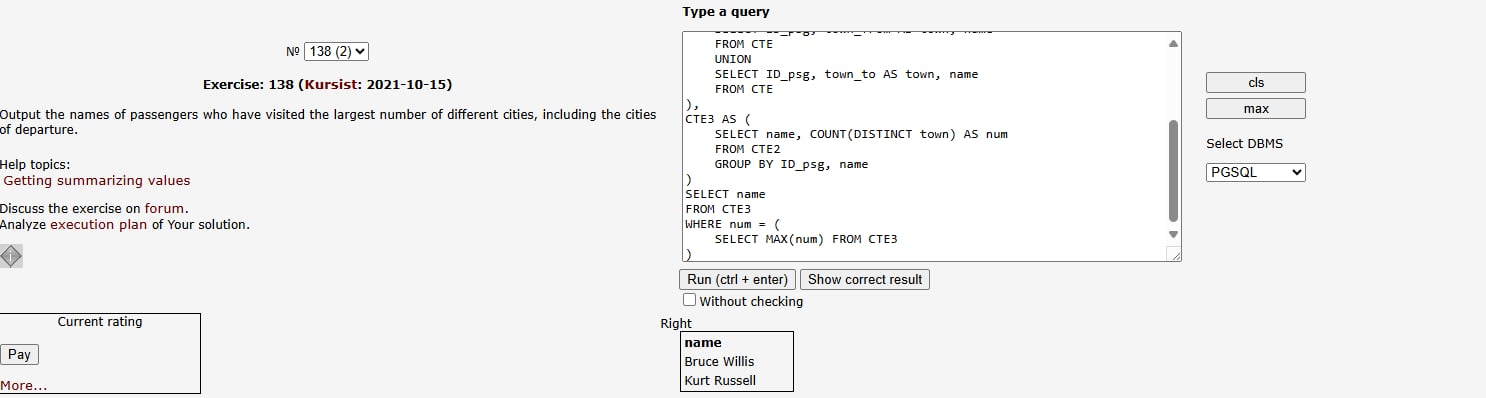 Type a query
№ 138 (2)
Exercise: 138 (Kursist: 2021-10-15)
Output the names of passengers who have visited the largest number of different cities, including the cities
of departure.
Help topics:
Getting summarizing values
Discuss the exercise on forum.
Analyze execution plan of Your solution.
Current rating
Pay
More...
FROM CTE
UNION
SELECT ID_psg, town_to AS town, name
FROM CTE
),
CTE3 AS (
SELECT name, COUNT(DISTINCT town) AS num
FROM CTE2
GROUP BY ID_psg, name
)
SELECT name
FROM CTE3
WHERE num = (
SELECT MAX(num) FROM CTE3
)
Run (ctrl + enter) Show correct result
Without checking
Right
name
Bruce Willis
Kurt Russell
cls
max
Select DBMS
PGSQL